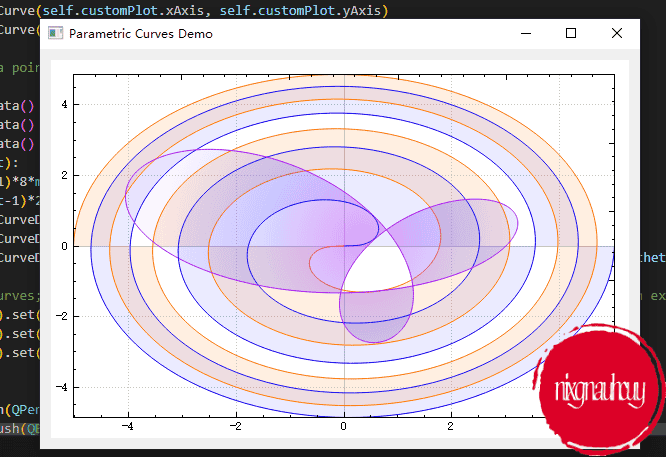 Curve(self.customPlot.xAxis, self.customPlot.yAxis)
Curve(
Parametric Curves Demo
a poin
ata()
ata()
ata()
t):
1)*8*m
t-1)*2
CurveD
CurveD
CurveD
thet
urves;
ex
).set(
).set(
).set(
n(QPen
ush(QB
4
2
0
−2
−4
−4
−2
0
2